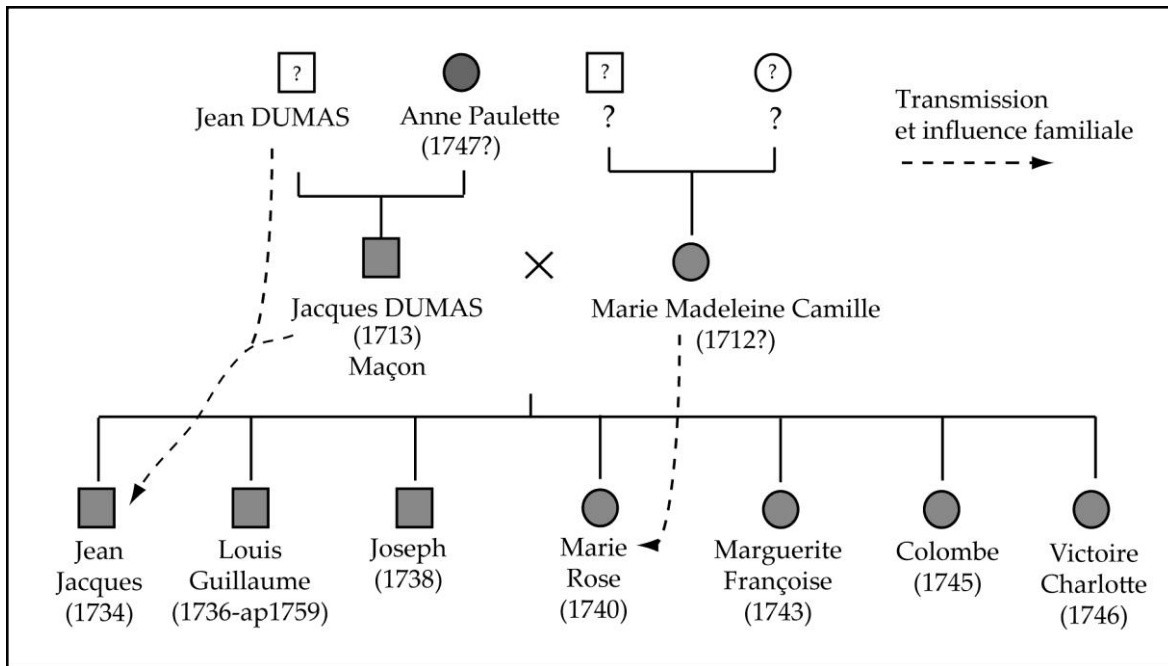 ?
?
?
Jean DUMAS
Anne Paulette
(1747?)
?
?
Transmission
et influence familiale
Jacques DUMAS
(1713)
Maçon
Marie Madeleine Camille
(1712?)
Jean
Jacques
(1734)
Louis
Guillaume
(1736-ap1759)
Joseph
(1738)
Marie
Rose
(1740)
Marguerite
Françoise
(1743)
Colombe
(1745)
Victoire
Charlotte
(1746)